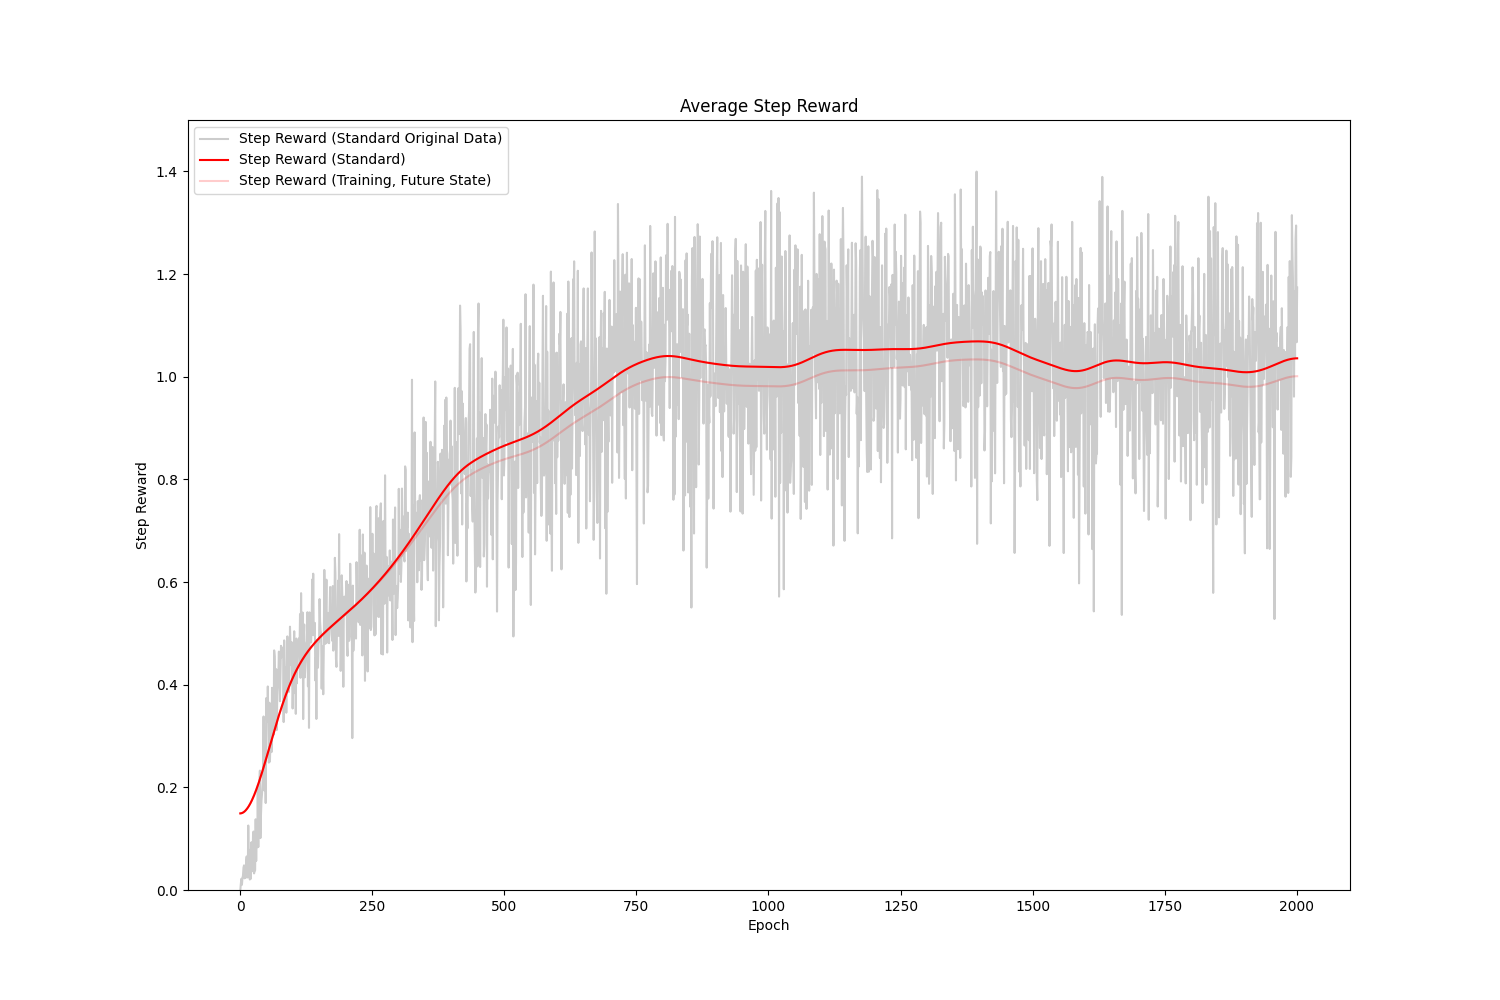 Average Step Reward
Step Reward (Standard Original Data)
Step Reward (Standard)
Step Reward (Training, Future State)
Step Reward
1.4
1.2
1.0
0.8
0.6
0.4
0.2
0.0
0 250 500 750 1000 1250 1500 1750 2000
Epoch